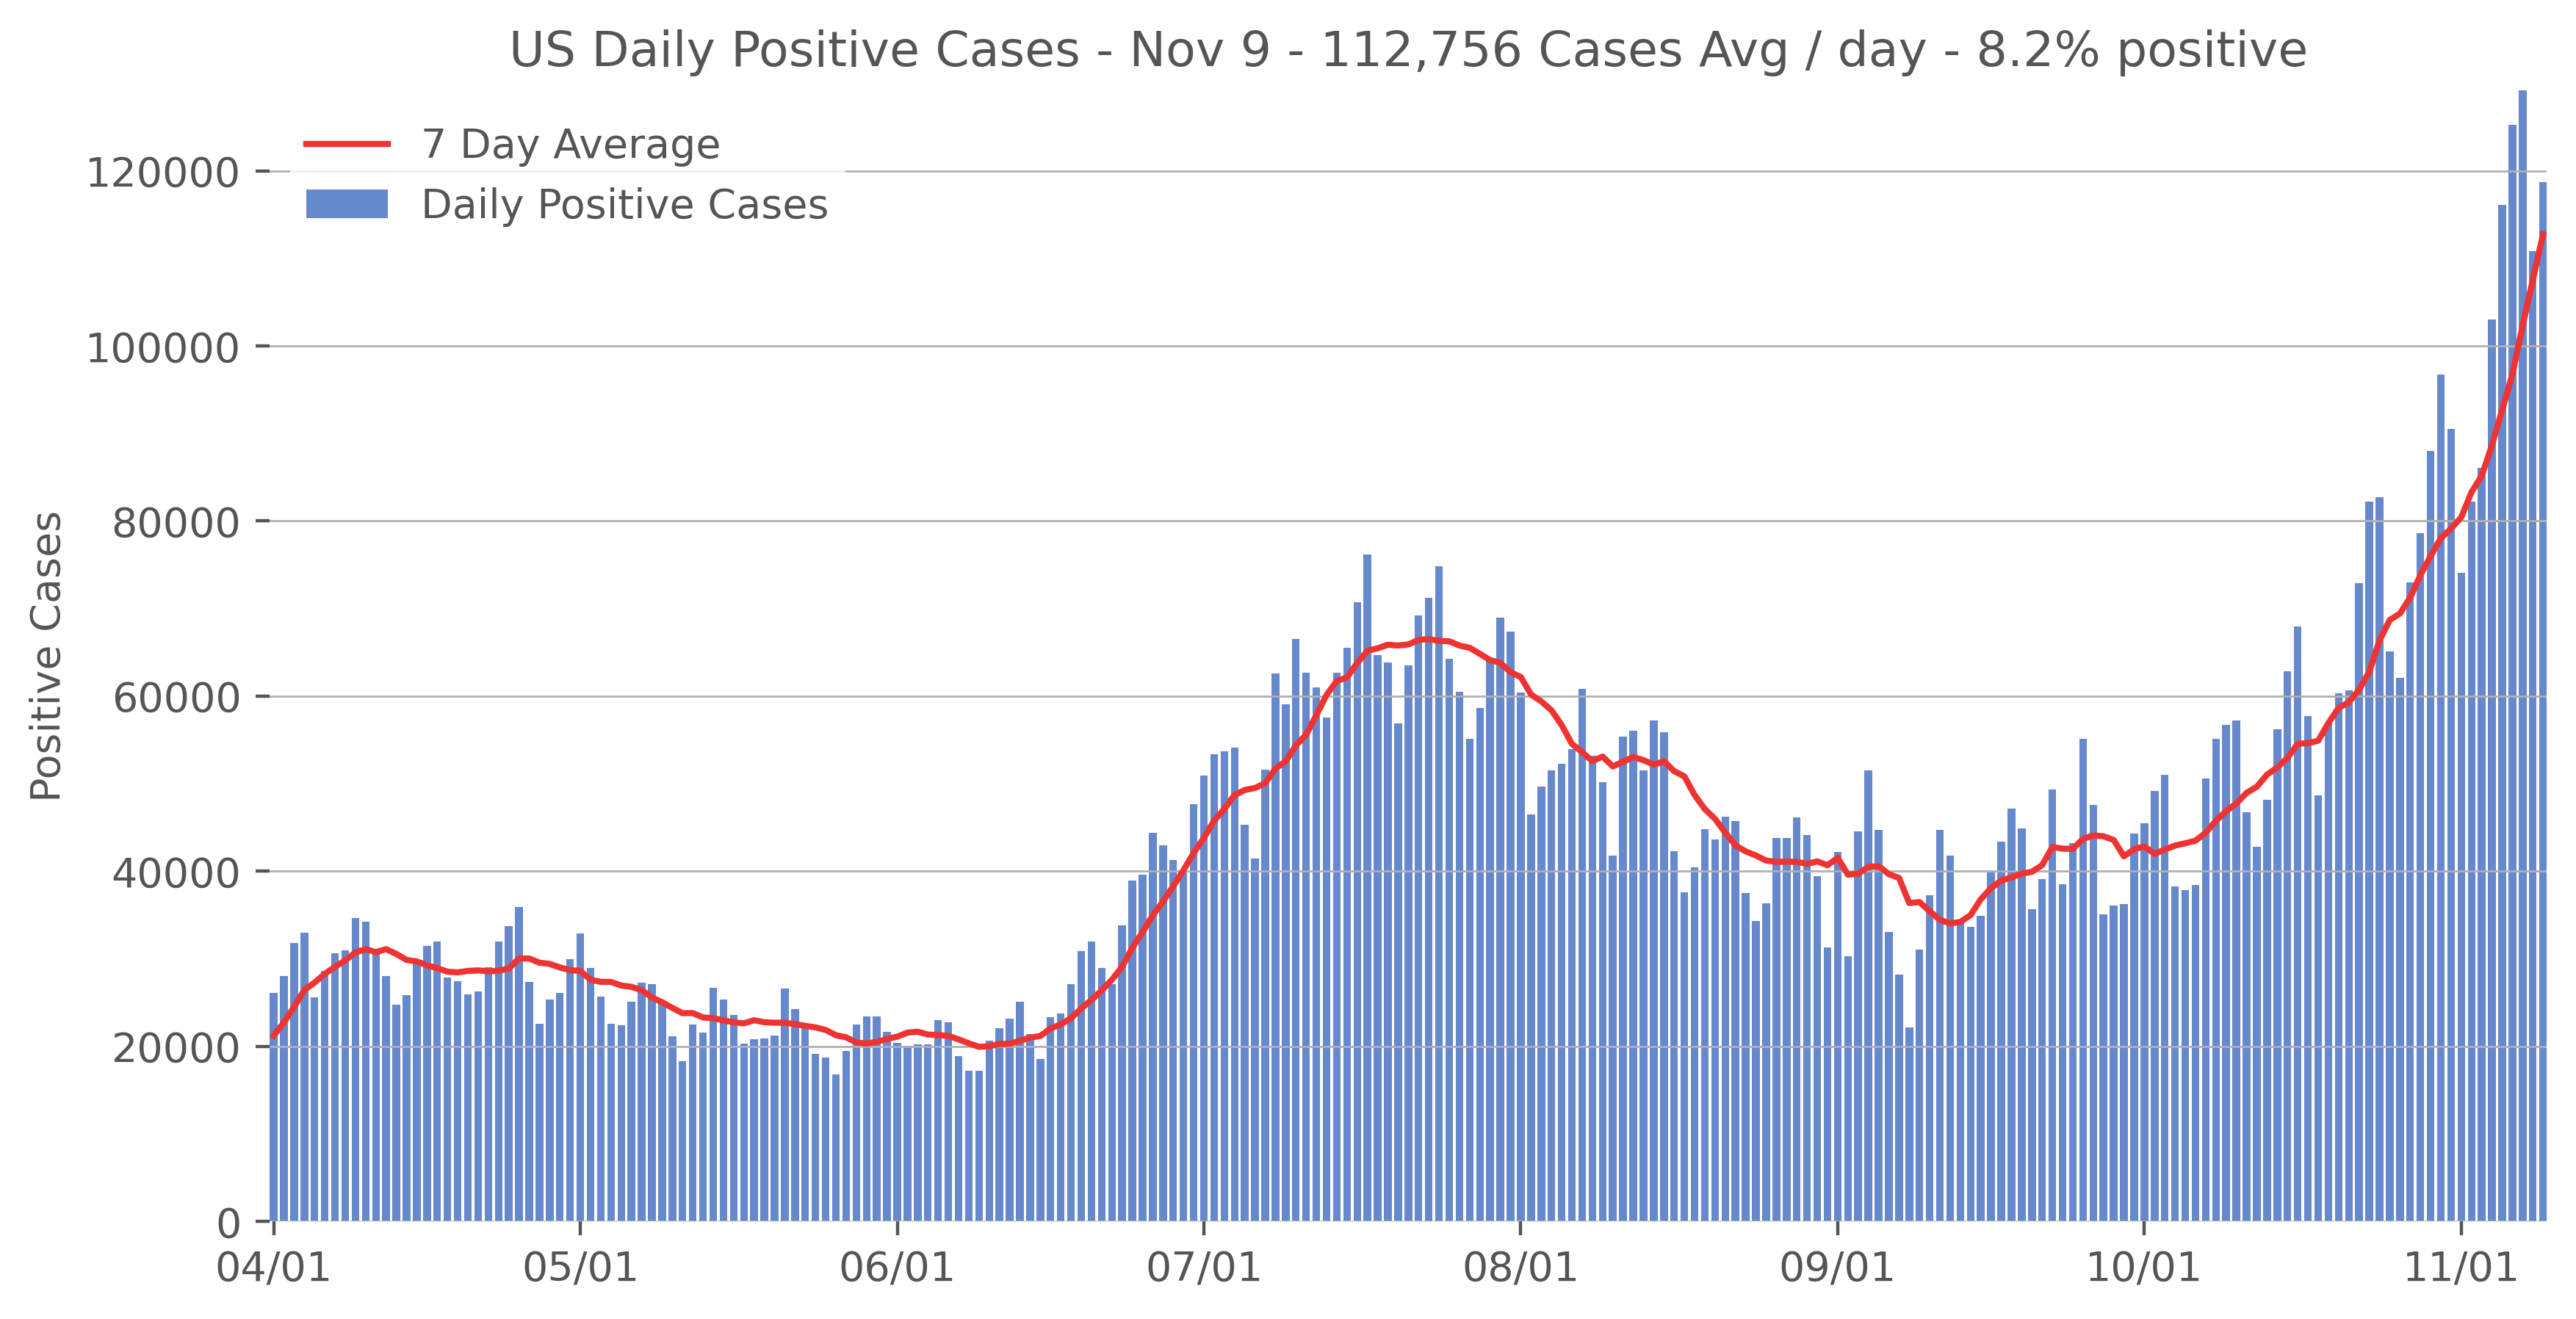 US Daily Positive Cases - Nov 9 - 112,756 Cases Avg / day - 8.2% positive
7 Day Average
Daily Positive Cases
Positive Cases
120000
100000
80000
60000
40000
20000
0
04/01 05/01 06/01 07/01 08/01 09/01 10/01 11/01